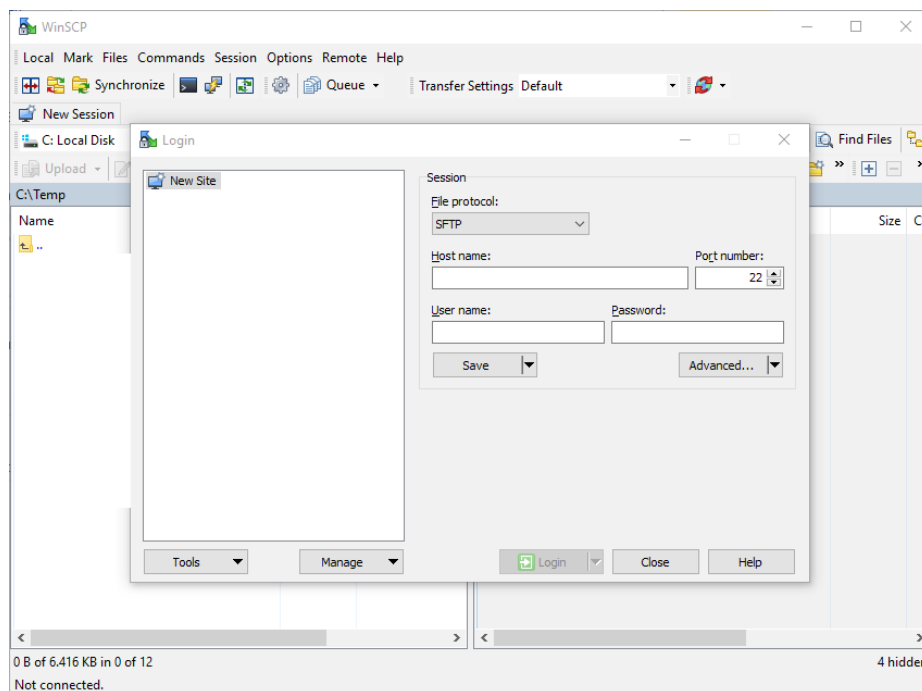 WinSCP
Local Mark Files Commands Session Options Remote Help
Synchronize Queue Transfer Settings Default
New Session
C: Local Disk Find Files
Upload
C:\Temp
Name Size
..
Login
New Site
Session
File protocol:
SFTP
Host name: Port number:
22
User name: Password:
Save Advanced...
Tools Manage Login Close Help
0 B of 6.416 KB in 0 of 12 4 hidden
Not connected.